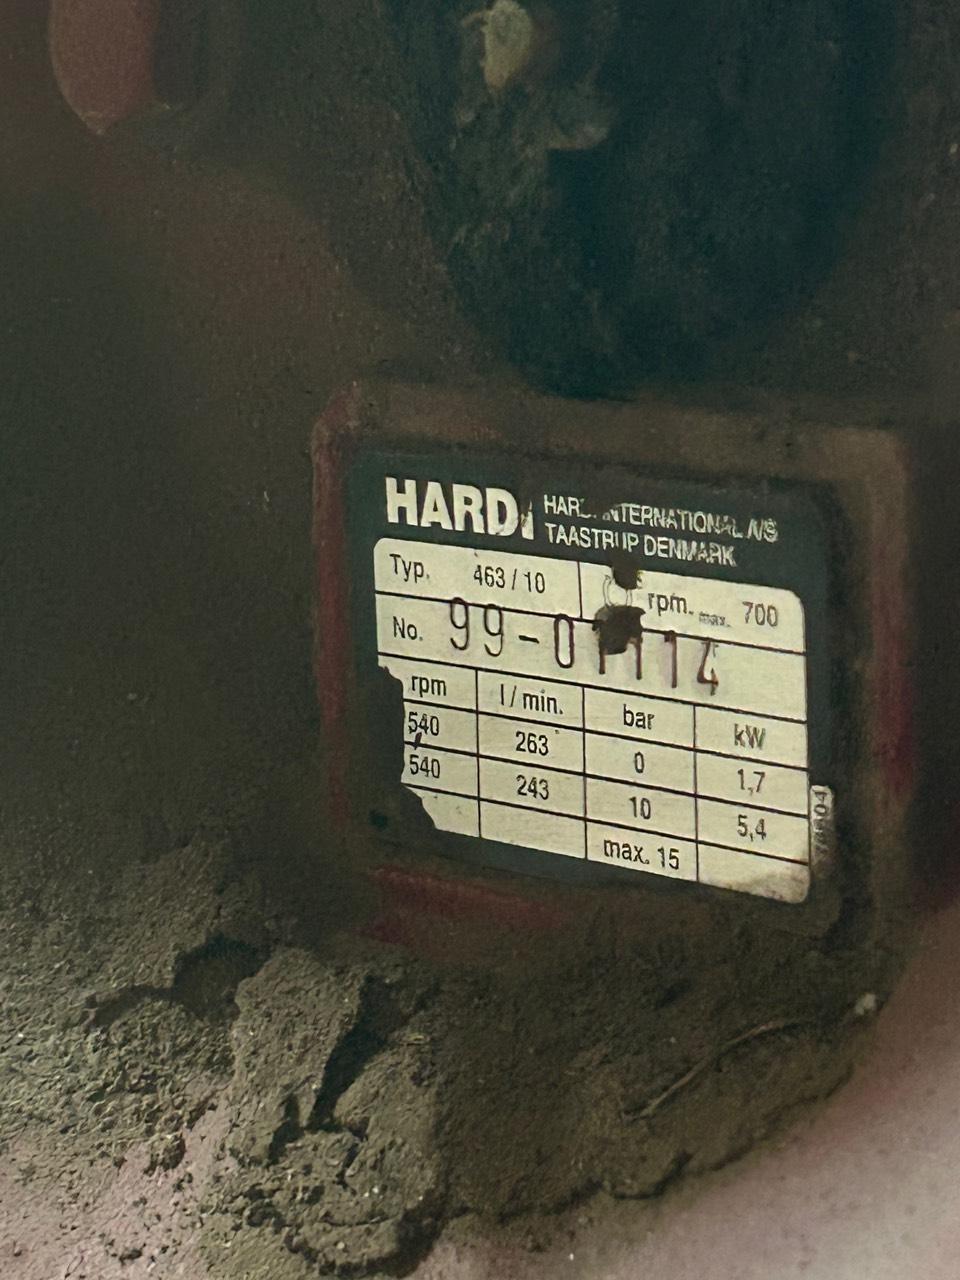 HARDI
HARDI INTERNATIONAL A/S
TAASTRUP DENMARK
Typ. 463/10 rpm. max. 700
No. 99-01114
rpm l/min. bar kW
540 263 0 1,7
540 243 10 5,4
max. 15